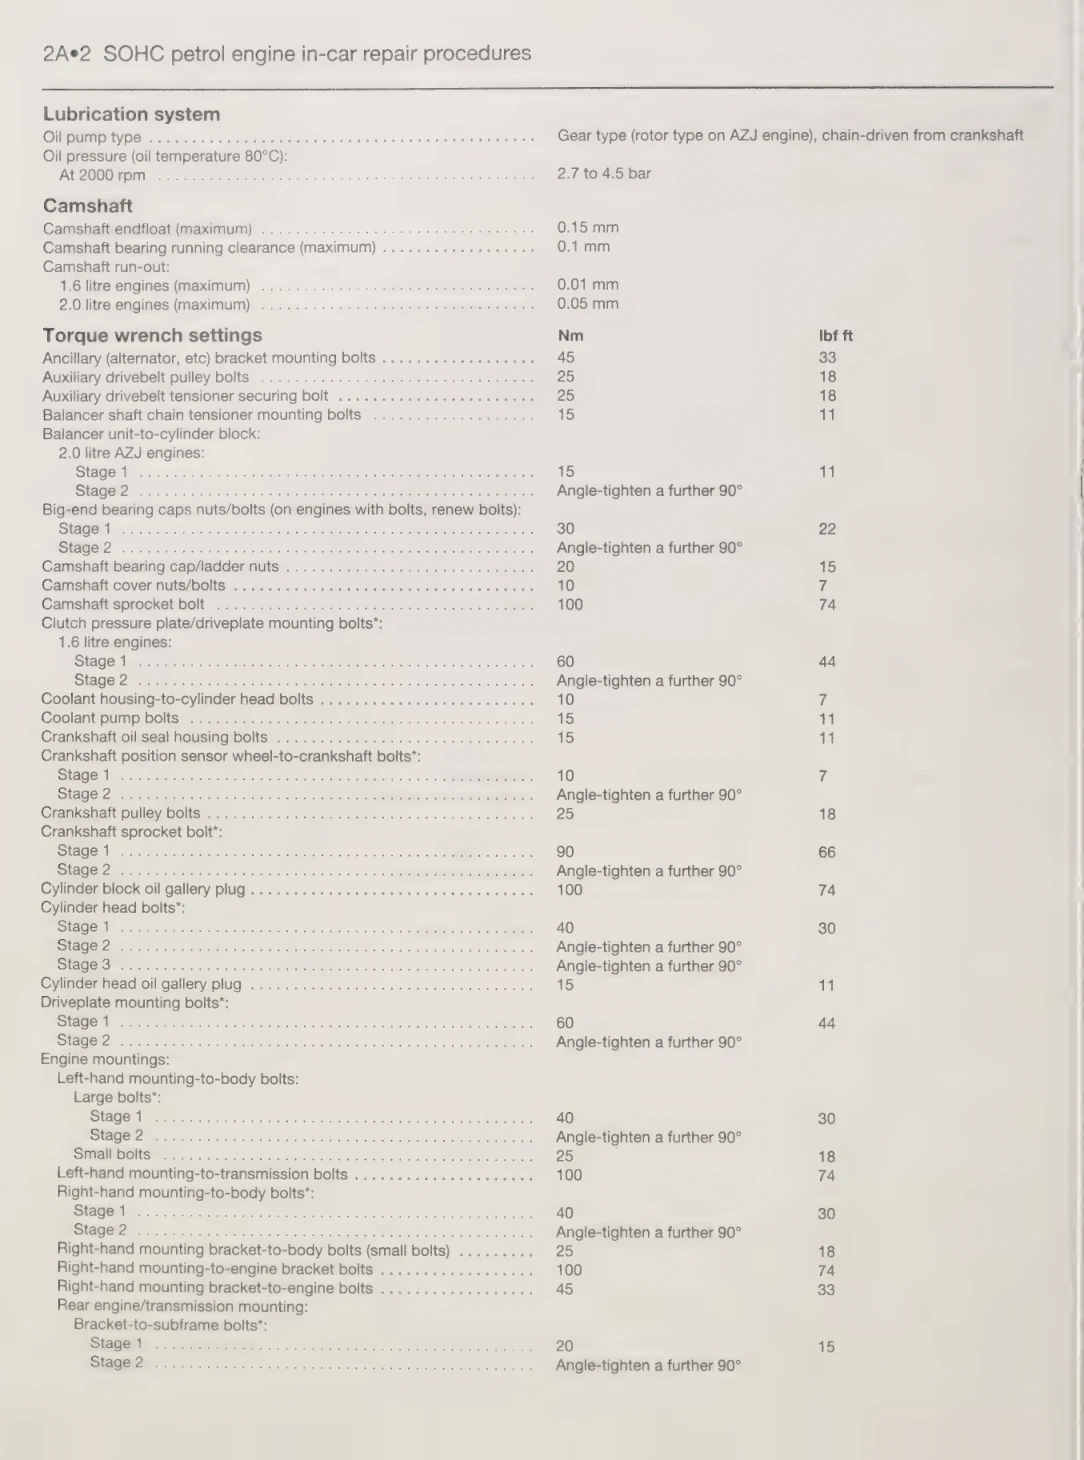 2A•2 SOHC petrol engine in-car repair procedures
Lubrication system
Oil pump type . . . . . . . . . . Gear type (rotor type on AZJ engine), chain-driven from crankshaft
Oil pressure (oil temperature 80°C):
At 2000 rpm . . . . . . . . . . 2.7 to 4.5 bar
Camshaft
Camshaft endfloat (maximum) . . . . . . . . . . 0.15 mm
Camshaft bearing running clearance (maximum) . . . . . . . . . . 0.1 mm
Camshaft run-out:
1.6 litre engines (maximum) . . . . . . . . . . 0.01 mm
2.0 litre engines (maximum) . . . . . . . . . . 0.05 mm
Torque wrench settings Nm lbf ft
Ancillary (alternator, etc) bracket mounting bolts . . . . . . . . . . 45 33
Auxiliary drivebelt pulley bolts . . . . . . . . . . 25 18
Auxiliary drivebelt tensioner securing bolt . . . . . . . . . . 25 18
Balancer shaft chain tensioner mounting bolts . . . . . . . . . . 15 11
Balancer unit-to-cylinder block:
2.0 litre AZJ engines:
Stage 1 . . . . . . . . . . 15 11
Stage 2 . . . . . . . . . . Angle-tighten a further 90°
Big-end bearing caps nuts/bolts (on engines with bolts, renew bolts):
Stage 1 . . . . . . . . . . 30 22
Stage 2 . . . . . . . . . . Angle-tighten a further 90°
Camshaft bearing cap/ladder nuts . . . . . . . . . . 20 15
Camshaft cover nuts/bolts . . . . . . . . . . 10 7
Camshaft sprocket bolt . . . . . . . . . . 100 74
Clutch pressure plate/driveplate mounting bolts*:
1.6 litre engines:
Stage 1 . . . . . . . . . . 60 44
Stage 2 . . . . . . . . . . Angle-tighten a further 90°
Coolant housing-to-cylinder head bolts . . . . . . . . . . 10 7
Coolant pump bolts . . . . . . . . . . 15 11
Crankshaft oil seal housing bolts . . . . . . . . . . 15 11
Crankshaft position sensor wheel-to-crankshaft bolts*:
Stage 1 . . . . . . . . . . 10 7
Stage 2 . . . . . . . . . . Angle-tighten a further 90°
Crankshaft pulley bolts . . . . . . . . . . 25 18
Crankshaft sprocket bolt*:
Stage 1 . . . . . . . . . . 90 66
Stage 2 . . . . . . . . . . Angle-tighten a further 90°
Cylinder block oil gallery plug . . . . . . . . . . 100 74
Cylinder head bolts*:
Stage 1 . . . . . . . . . . 40 30
Stage 2 . . . . . . . . . . Angle-tighten a further 90°
Stage 3 . . . . . . . . . . Angle-tighten a further 90°
Cylinder head oil gallery plug . . . . . . . . . . 15 11
Driveplate mounting bolts*:
Stage 1 . . . . . . . . . . 60 44
Stage 2 . . . . . . . . . . Angle-tighten a further 90°
Engine mountings:
Left-hand mounting-to-body bolts:
Large bolts*:
Stage 1 . . . . . . . . . . 40 30
Stage 2 . . . . . . . . . . Angle-tighten a further 90°
Small bolts . . . . . . . . . . 25 18
Left-hand mounting-to-transmission bolts . . . . . . . . . . 100 74
Right-hand mounting-to-body bolts*:
Stage 1 . . . . . . . . . . 40 30
Stage 2 . . . . . . . . . . Angle-tighten a further 90°
Right-hand mounting bracket-to-body bolts (small bolts) . . . . . . . . . 25 18
Right-hand mounting-to-engine bracket bolts . . . . . . . . . . 100 74
Right-hand mounting bracket-to-engine bolts . . . . . . . . . . 45 33
Rear engine/transmission mounting:
Bracket-to-subframe bolts*:
Stage 1 . . . . . . . . . . 20 15
Stage 2 . . . . . . . . . . Angle-tighten a further 90°